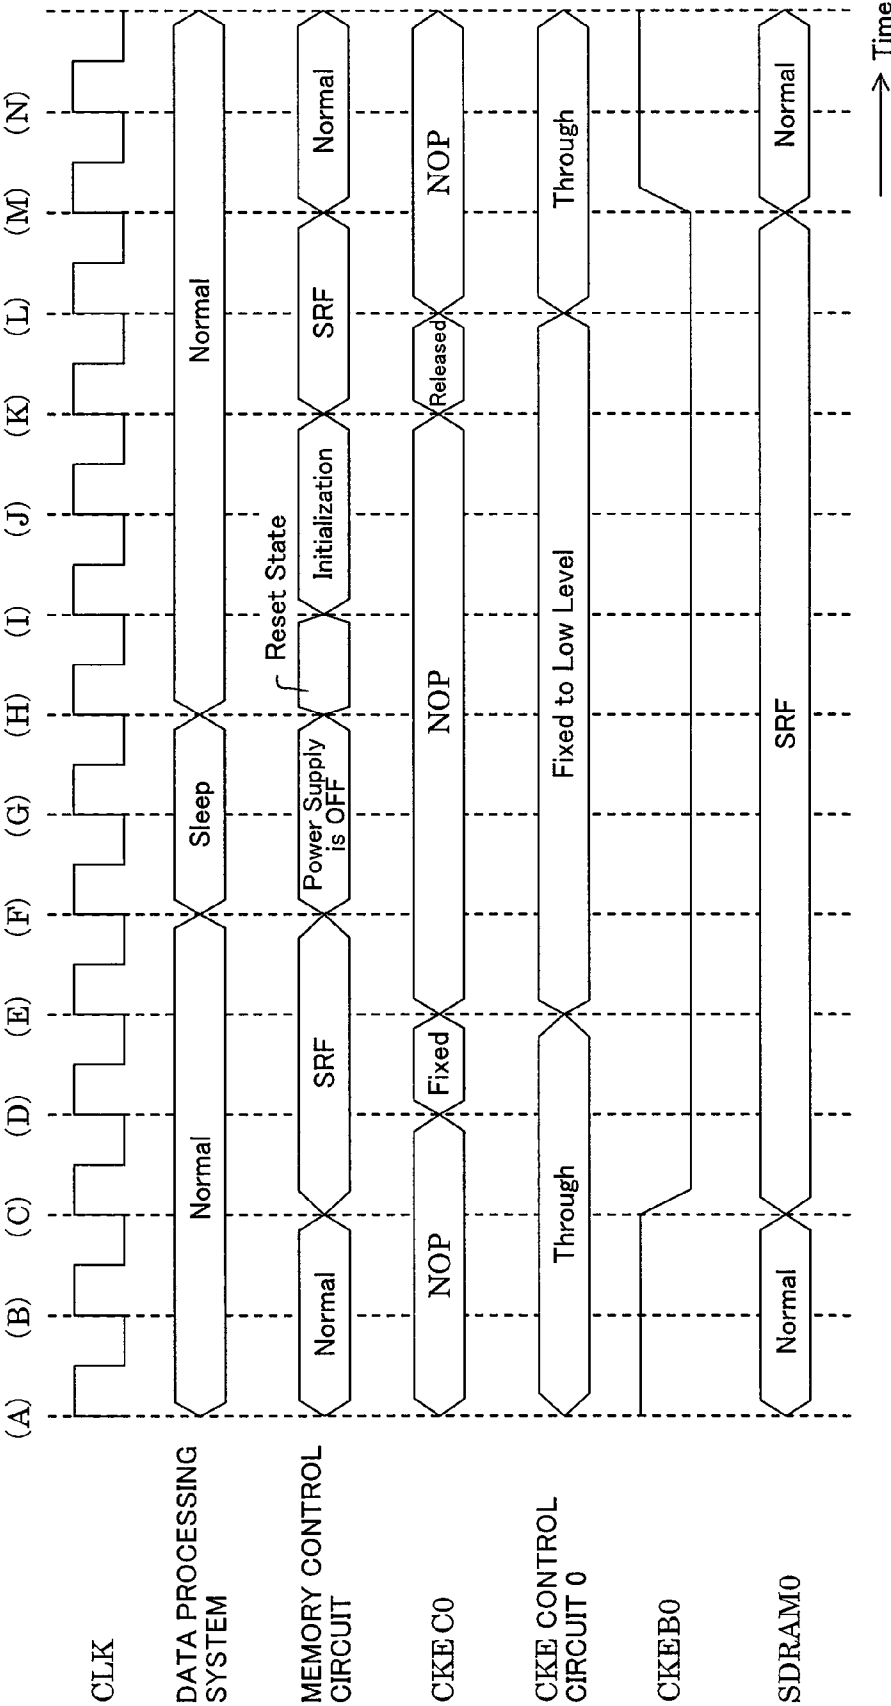 (A) (B) (C) (D) (E) (F) (G) (H) (I) (J) (K) (L) (M) (N)
CLK
DATA PROCESSING
SYSTEM
Normal Sleep Normal
MEMORY CONTROL
CIRCUIT
Normal SRF Power Supply
is OFF
Reset State
Initialization SRF Normal
CKEC0
NOP Fixed NOP Released NOP
CKE CONTROL
CIRCUIT 0
Through Fixed to Low Level Through
CKEB0
SDRAM0
Normal SRF Normal
Time